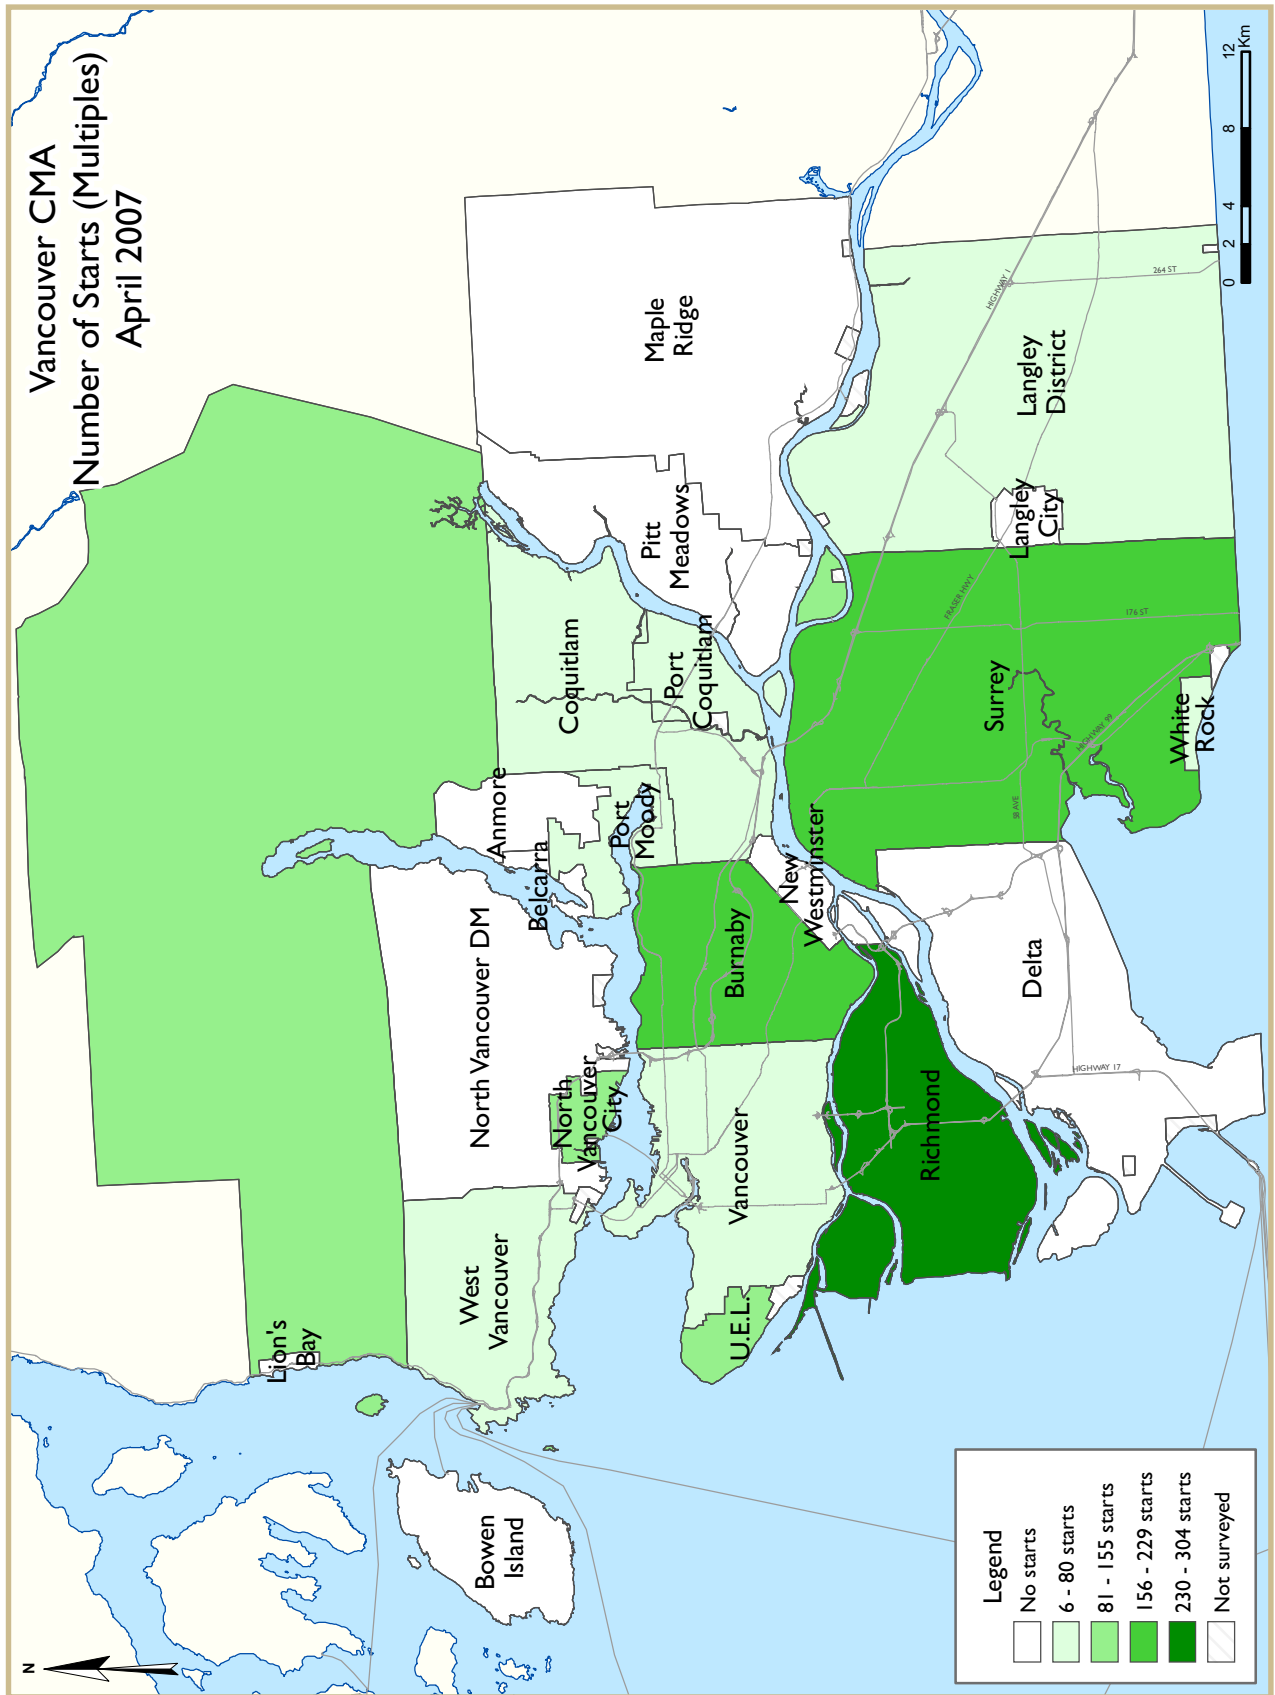 Vancouver CMA
Number of Starts (Multiples)
April 2007
N
Lion's
Bay
Bowen
Island
West
Vancouver
North Vancouver DM
North
Vancouver
City
Belcarra
Anmore
Port
Moody
Coquitlam
Port
Coquitlam
Pitt
Meadows
Maple
Ridge
U.E.L.
Vancouver
Burnaby
New
Westminster
Richmond
Delta
Surrey
White
Rock
Langley
City
Langley
District
HIGHWAY 1
264 ST
FRASER HWY
176 ST
HIGHWAY 99
58 AVE
HIGHWAY 17
Legend
No starts
6 - 80 starts
81 - 155 starts
156 - 229 starts
230 - 304 starts
Not surveyed
0 2 4 8 12
Km